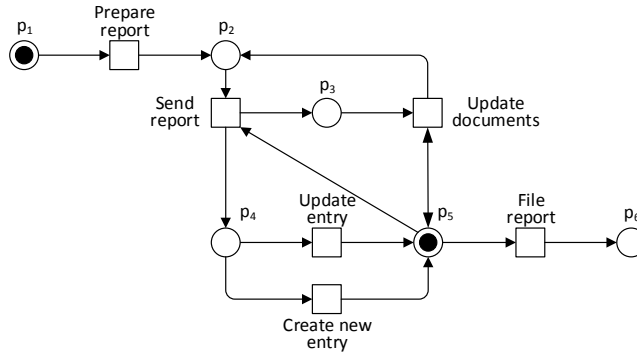 Prepare
report
p1
p2
p3
Send
report
Update
documents
p4
Update
entry
p5
File
report
p6
Create new
entry